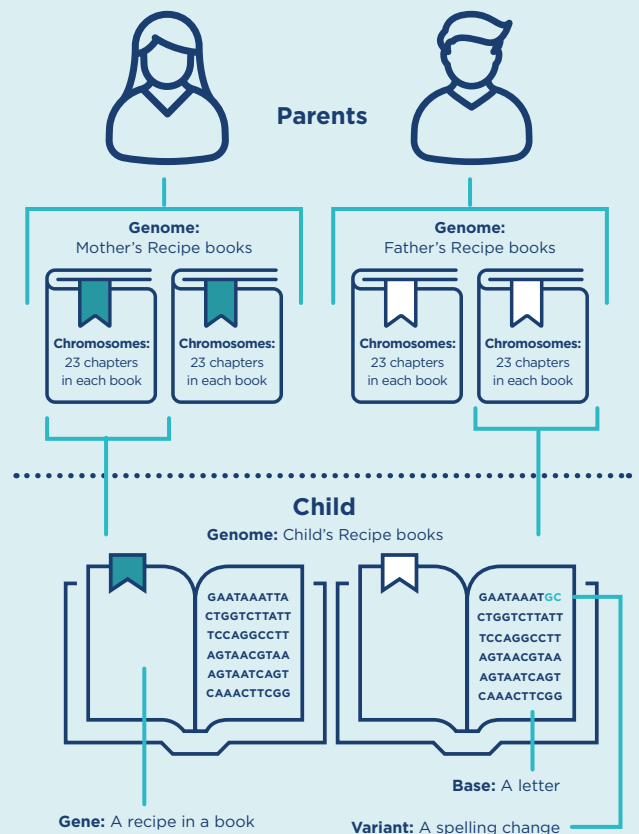 Parents
Genome:
Mother's Recipe books
Genome:
Father's Recipe books
Chromosomes:
23 chapters
in each book
Chromosomes:
23 chapters
in each book
Chromosomes:
23 chapters
in each book
Chromosomes:
23 chapters
in each book
Child
Genome: Child's Recipe books
GAATAAATTA
CTGGTCTTATT
TCCAGGCCTT
AGTAACGTAA
AGTAATCAGT
CAAACTTCGG
GAATAAATGC
CTGGTCTTATT
TCCAGGCCTT
AGTAACGTAA
AGTAATCAGT
CAAACTTCGG
Base: A letter
Gene: A recipe in a book
Variant: A spelling change